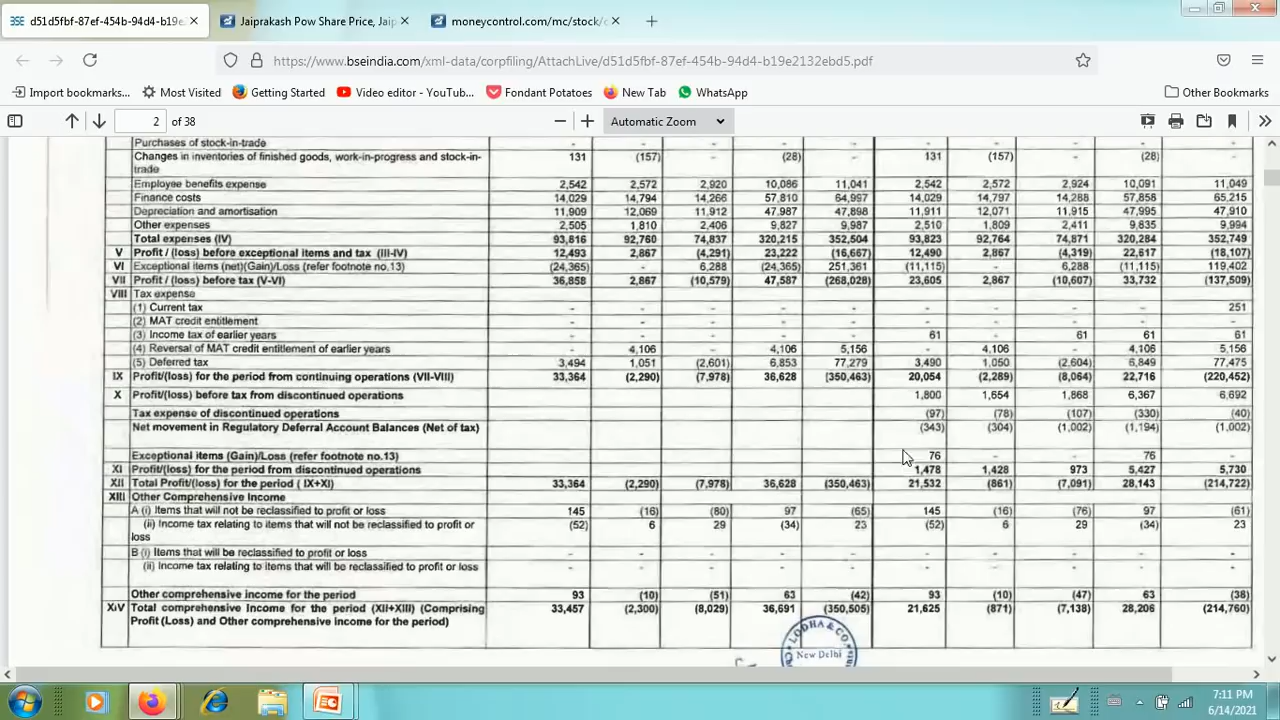 d51d5fbf-87ef-454b-94d4-b19e2
Jaiprakash Pow Share Price, Jaip
moneycontrol.com/mc/stock/c
https://www.bseindia.com/xml-data/corpfiling/AttachLive/d51d5fbf-87ef-454b-94d4-b19e2132ebd5.pdf
Import bookmarks... Most Visited Getting Started Video editor - YouTub... Fondant Potatoes New Tab WhatsApp Other Bookmarks
2 of 38 Automatic Zoom
Purchases of stock-in-trade - - - - - - - - - -
Changes in inventories of finished goods, work-in-progress and stock-in- 131 (157) - (28) - 131 (157) - (28) -
trade
Employee benefits expense 2,542 2,572 2,920 10,086 11,041 2,542 2,572 2,924 10,091 11,049
Finance costs 14,029 14,794 14,266 57,810 64,997 14,029 14,797 14,288 57,858 65,215
Depreciation and amortisation 11,909 12,069 11,912 47,987 47,898 11,911 12,071 11,915 47,995 47,910
Other expenses 2,505 1,810 2,406 9,827 9,987 2,510 1,809 2,411 9,835 9,994
Total expenses (IV) 93,816 92,760 74,837 320,215 352,504 93,823 92,764 74,871 320,284 352,749
V Profit / (loss) before exceptional items and tax (III-IV) 12,493 2,867 (4,291) 23,222 (16,667) 12,490 2,867 (4,319) 22,617 (18,107)
VI Exceptional items (net)(Gain)/Loss (refer footnote no.13) (24,365) - 6,288 (24,365) 251,361 (11,115) - 6,288 (11,115) 119,402
VII Profit / (loss) before tax (V-VI) 36,858 2,867 (10,579) 47,587 (268,028) 23,605 2,867 (10,607) 33,732 (137,509)
VIII Tax expense
(1) Current tax - - - - - - - - - 251
(2) MAT credit entitlement - - - - - - - - - -
(3) Income tax of earlier years - - - - - 61 - 61 61 61
(4) Reversal of MAT credit entitlement of earlier years - 4,106 - 4,106 5,156 - 4,106 - 4,106 5,156
(5) Deferred tax 3,494 1,051 (2,601) 6,853 77,279 3,490 1,050 (2,604) 6,849 77,475
IX Profit/(loss) for the period from continuing operations (VII-VIII) 33,364 (2,290) (7,978) 36,628 (350,463) 20,054 (2,289) (8,064) 22,716 (220,452)
X Profit/(loss) before tax from discontinued operations 1,800 1,654 1,868 6,367 6,692
Tax expense of discontinued operations (97) (78) (107) (330) (40)
Net movement in Regulatory Deferral Account Balances (Net of tax) (343) (304) (1,002) (1,194) (1,002)
Exceptional items (Gain)/Loss (refer footnote no.13) 76 - - 76 -
XI Profit/(loss) for the period from discontinued operations 1,478 1,428 973 5,427 5,730
XII Total Profit/(loss) for the period ( IX+XI) 33,364 (2,290) (7,978) 36,628 (350,463) 21,532 (861) (7,091) 28,143 (214,722)
XIII Other Comprehensive Income
A (i) Items that will not be reclassified to profit or loss 145 (16) (80) 97 (65) 145 (16) (76) 97 (61)
(ii) Income tax relating to items that will not be reclassified to profit or (52) 6 29 (34) 23 (52) 6 29 (34) 23
loss
B (i) Items that will be reclassified to profit or loss - - - - - - - - - -
(ii) Income tax relating to items that will be reclassified to profit or loss - - - - - - - - - -
Other comprehensive income for the period 93 (10) (51) 63 (42) 93 (10) (47) 63 (38)
XIV Total comprehensive Income for the period (XII+XIII) (Comprising 33,457 (2,300) (8,029) 36,691 (350,505) 21,625 (871) (7,138) 28,206 (214,760)
Profit (Loss) and Other comprehensive income for the period)
LODHA & CO.
New Delhi
7:11 PM
6/14/2021